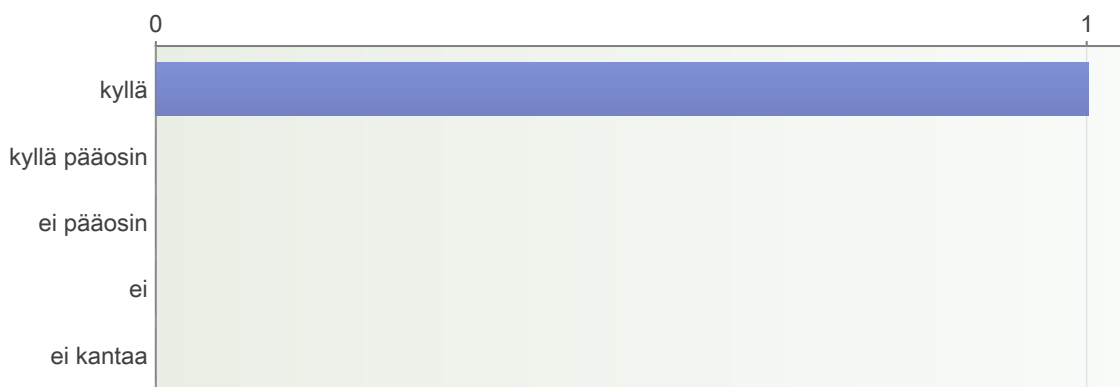 0 1
kyllä
kyllä pääosin
ei pääosin
ei
ei kantaa